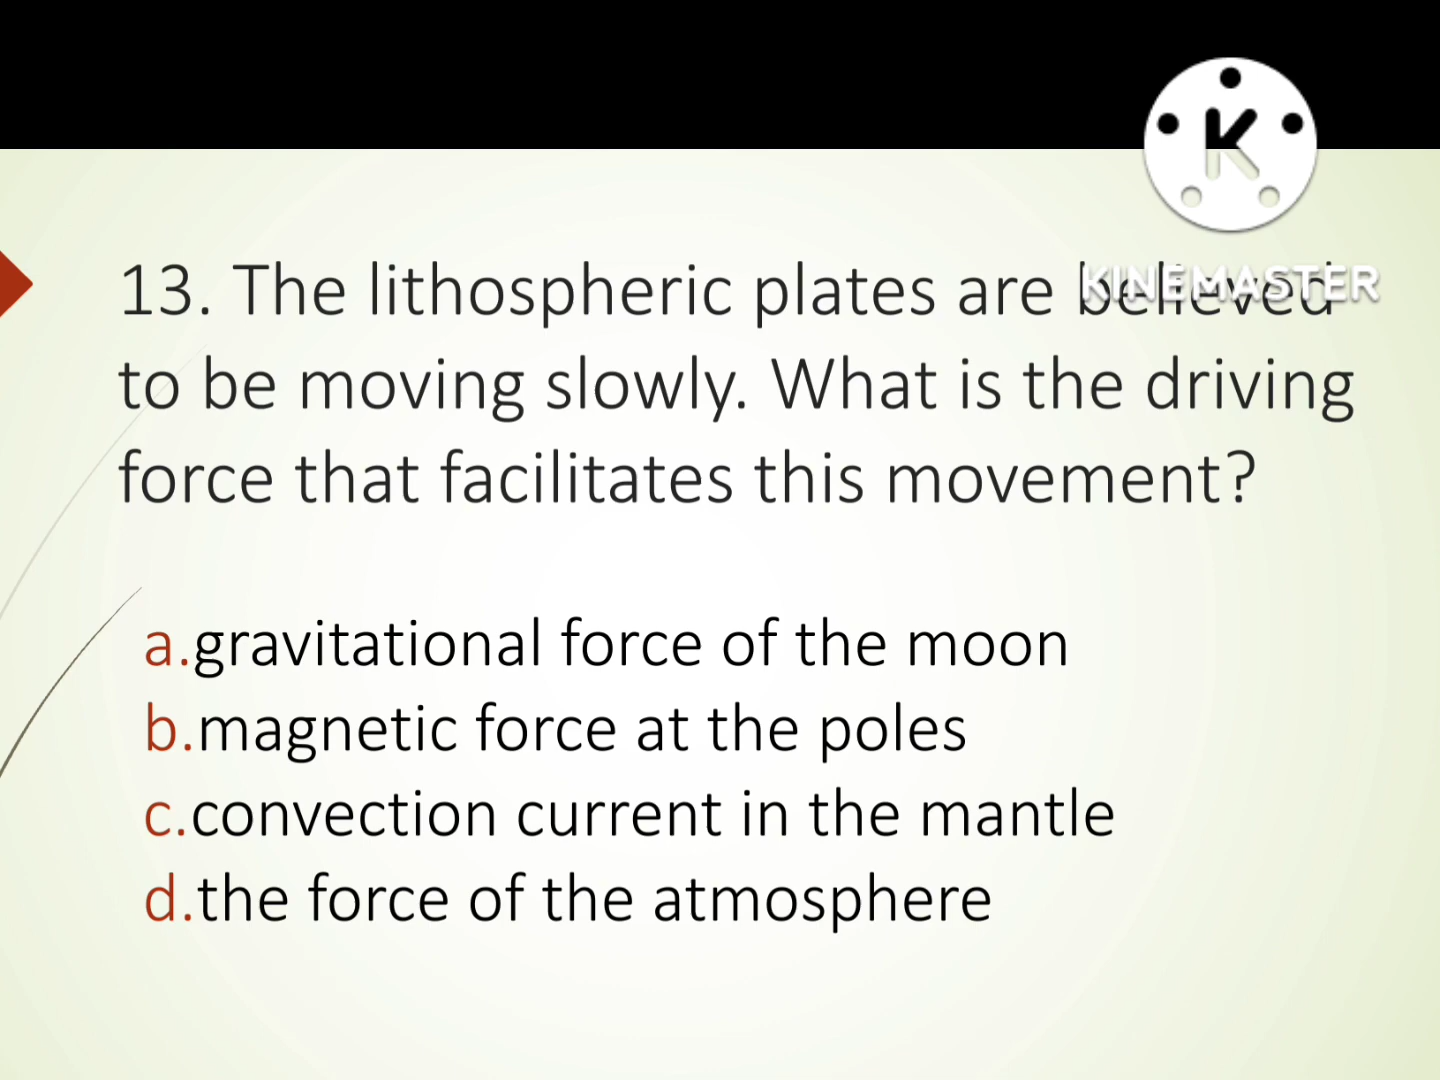 K
KINEMASTER
13. The lithospheric plates are believed
to be moving slowly. What is the driving
force that facilitates this movement?
a.gravitational force of the moon
b.magnetic force at the poles
c.convection current in the mantle
d.the force of the atmosphere